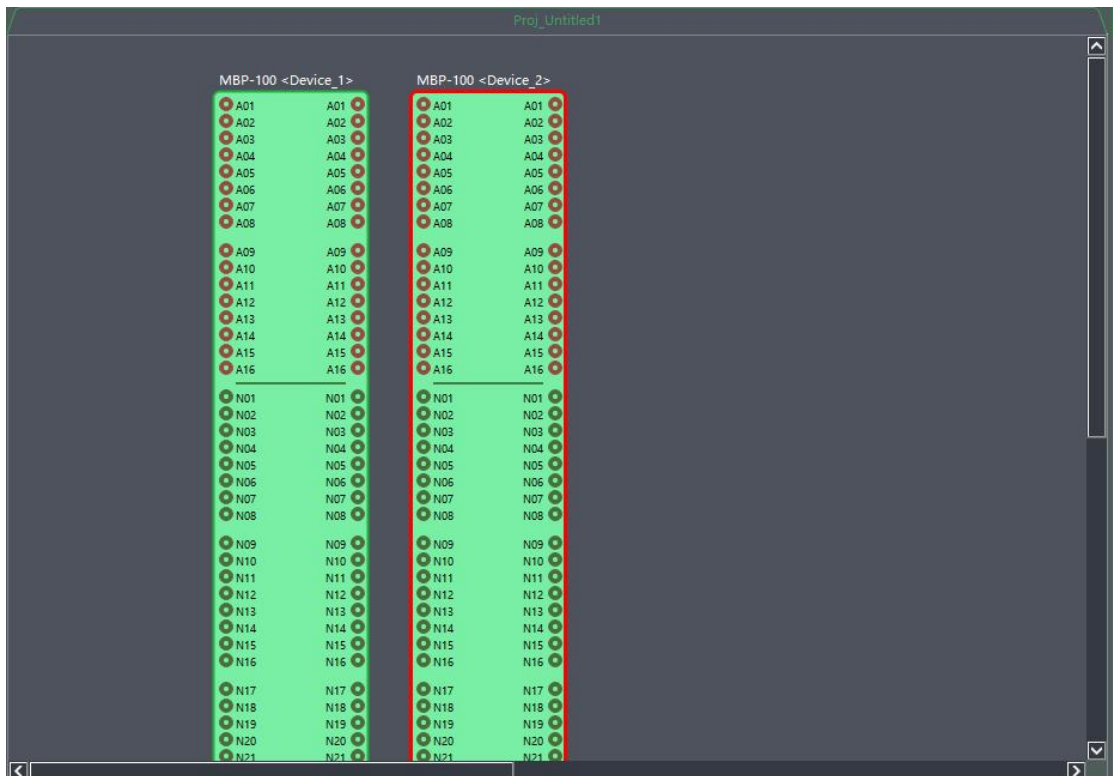 Proj_Untitled1
MBP-100 <Device_1> MBP-100 <Device_2>
A01 A01 A01 A01
A02 A02 A02 A02
A03 A03 A03 A03
A04 A04 A04 A04
A05 A05 A05 A05
A06 A06 A06 A06
A07 A07 A07 A07
A08 A08 A08 A08
A09 A09 A09 A09
A10 A10 A10 A10
A11 A11 A11 A11
A12 A12 A12 A12
A13 A13 A13 A13
A14 A14 A14 A14
A15 A15 A15 A15
A16 A16 A16 A16
N01 N01 N01 N01
N02 N02 N02 N02
N03 N03 N03 N03
N04 N04 N04 N04
N05 N05 N05 N05
N06 N06 N06 N06
N07 N07 N07 N07
N08 N08 N08 N08
N09 N09 N09 N09
N10 N10 N10 N10
N11 N11 N11 N11
N12 N12 N12 N12
N13 N13 N13 N13
N14 N14 N14 N14
N15 N15 N15 N15
N16 N16 N16 N16
N17 N17 N17 N17
N18 N18 N18 N18
N19 N19 N19 N19
N20 N20 N20 N20
N21 N21 N21 N21